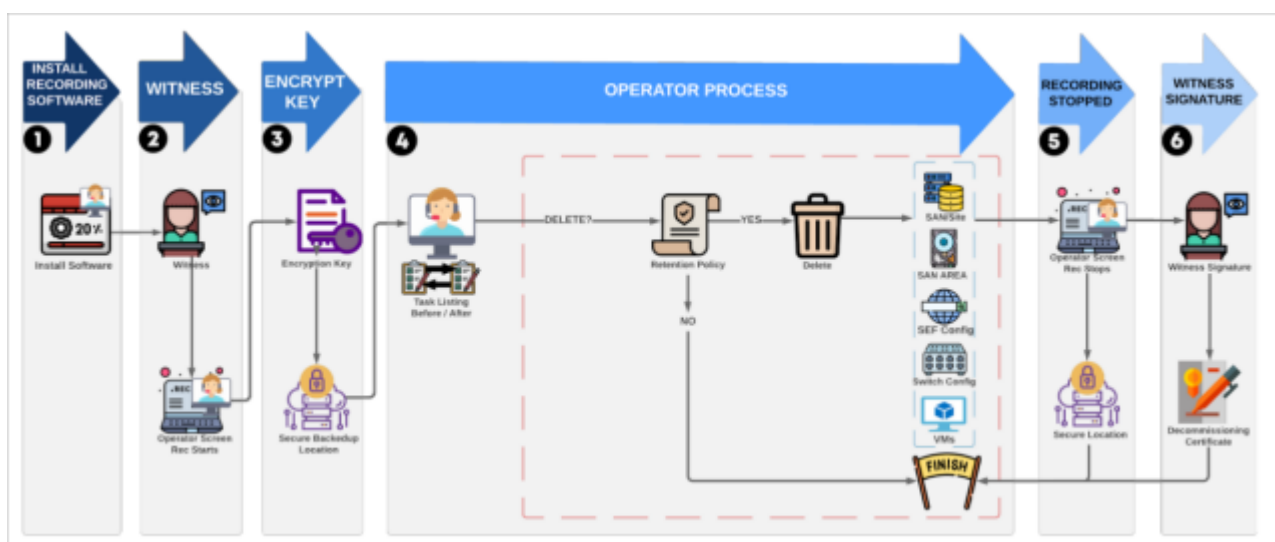 INSTALL
RECORDING
SOFTWARE
WITNESS
ENCRYPT
KEY
OPERATOR PROCESS
RECORDING
STOPPED
WITNESS
SIGNATURE
1
2
3
4
5
6
20%
Install Software
Witness
.REC
Operator Screen
Rec Starts
Encryption Key
Secure Backedup
Location
Task Listing
Before / After
DELETE?
Retention Policy
YES
NO
Delete
SAN/Site
SAN AREA
SEF Config
Switch Config
VMs
FINISH
.REC
Operator Screen
Rec Stops
Secure Location
Witness Signature
Decommissioning
Certificate